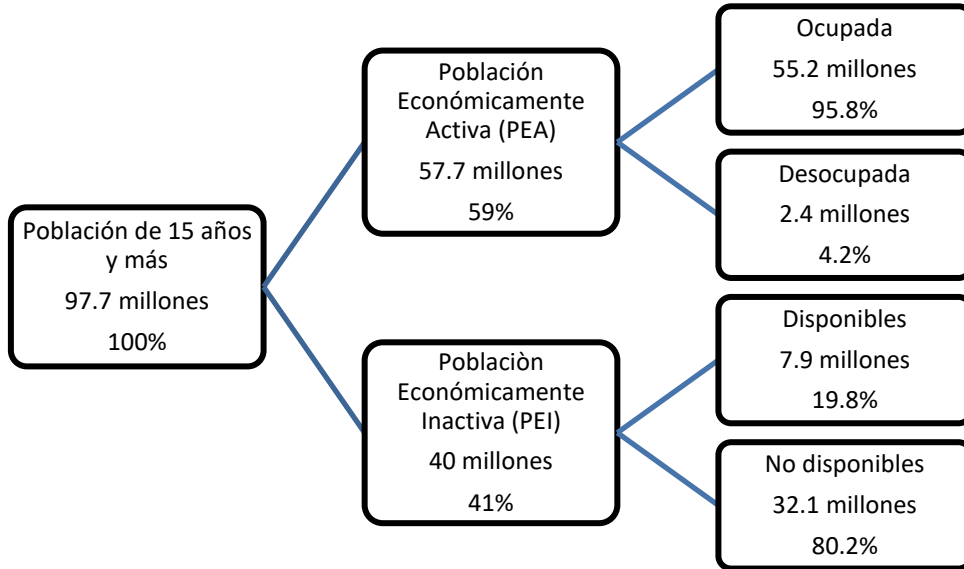 Población de 15 años
y más
97.7 millones
100%
Población
Económicamente
Activa (PEA)
57.7 millones
59%
Ocupada
55.2 millones
95.8%
Desocupada
2.4 millones
4.2%
Poblaciòn
Económicamente
Inactiva (PEI)
40 millones
41%
Disponibles
7.9 millones
19.8%
No disponibles
32.1 millones
80.2%